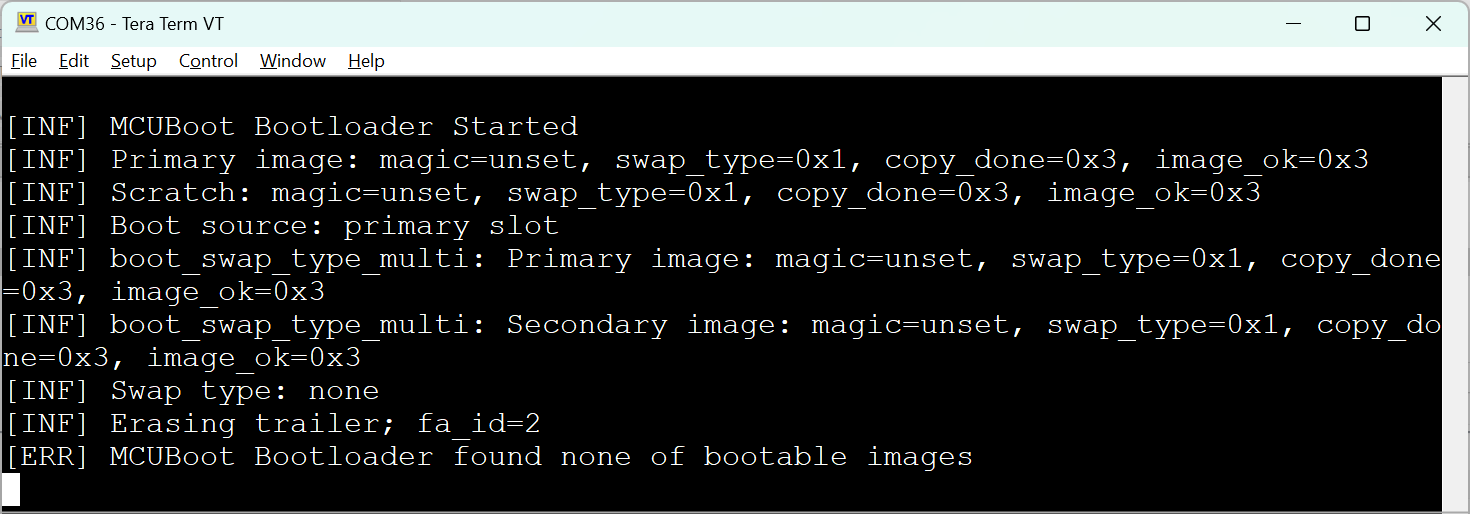 VT
COM36 - Tera Term VT
File Edit Setup Control Window Help
[INF] MCUBoot Bootloader Started
[INF] Primary image: magic=unset, swap_type=0x1, copy_done=0x3, image_ok=0x3
[INF] Scratch: magic=unset, swap_type=0x1, copy_done=0x3, image_ok=0x3
[INF] Boot source: primary slot
[INF] boot_swap_type_multi: Primary image: magic=unset, swap_type=0x1, copy_done
=0x3, image_ok=0x3
[INF] boot_swap_type_multi: Secondary image: magic=unset, swap_type=0x1, copy_do
ne=0x3, image_ok=0x3
[INF] Swap type: none
[INF] Erasing trailer; fa_id=2
[ERR] MCUBoot Bootloader found none of bootable images